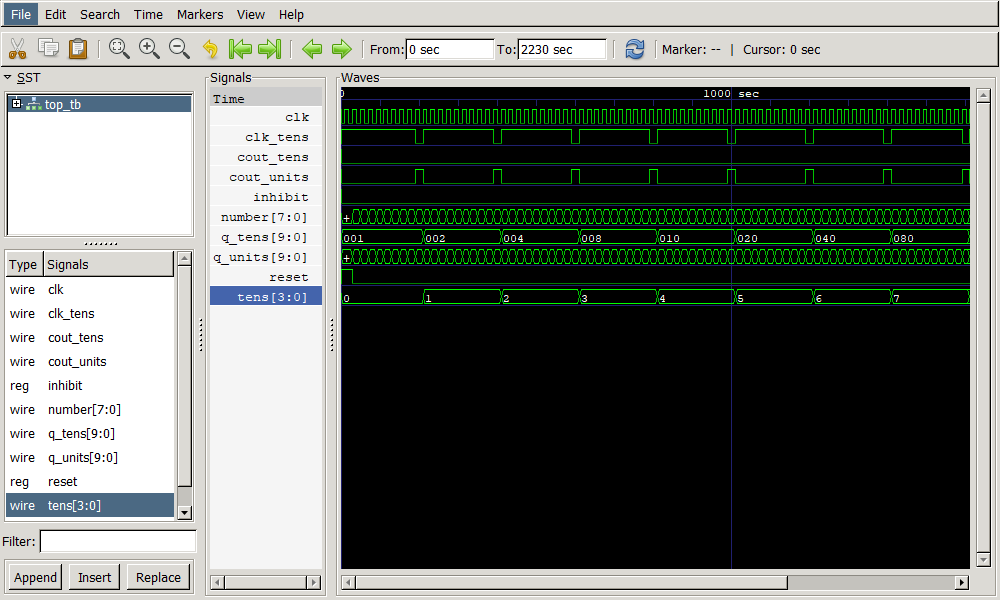 File Edit Search Time Markers View Help
From: 0 sec To: 2230 sec Marker: -- | Cursor: 0 sec
SST
top_tb
Type Signals
wire clk
wire clk_tens
wire cout_tens
wire cout_units
reg inhibit
wire number[7:0]
wire q_tens[9:0]
wire q_units[9:0]
reg reset
wire tens[3:0]
Filter:
Append Insert Replace
Signals
Time
clk
clk_tens
cout_tens
cout_units
inhibit
number[7:0]
q_tens[9:0]
q_units[9:0]
reset
tens[3:0]
Waves
0 1000 sec
+
001 002 004 008 010 020 040 080
+
0 1 2 3 4 5 6 7